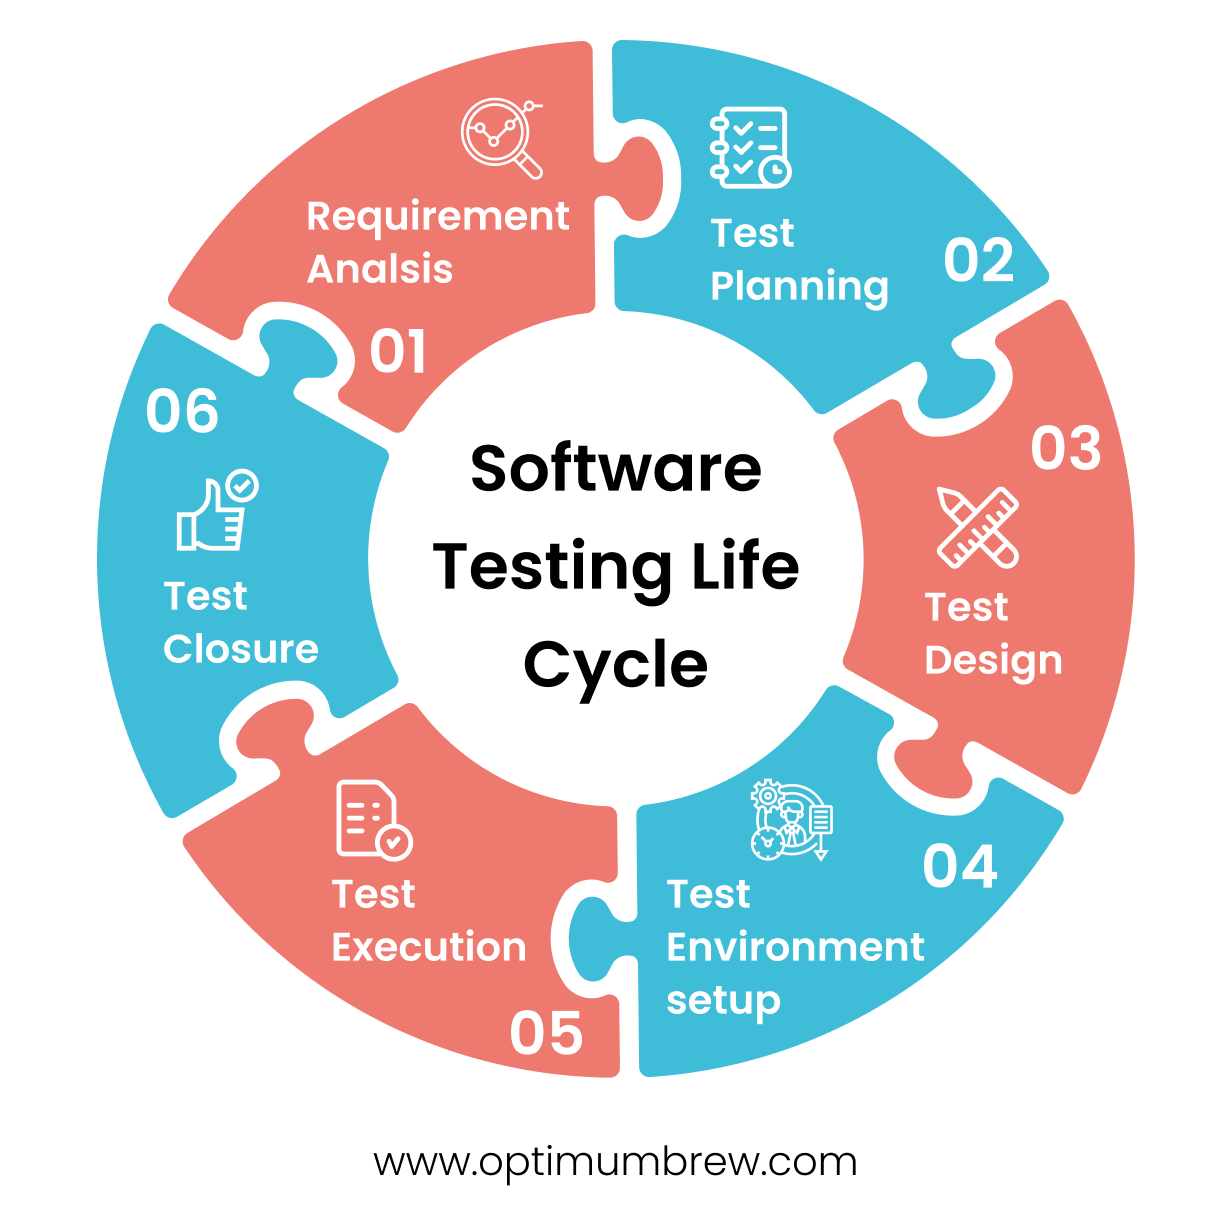 Requirement
Analsis
01
Test
Planning
02
03
Test
Design
04
Test
Environment
setup
Test
Execution
05
06
Test
Closure
Software
Testing Life
Cycle
www.optimumbrew.com